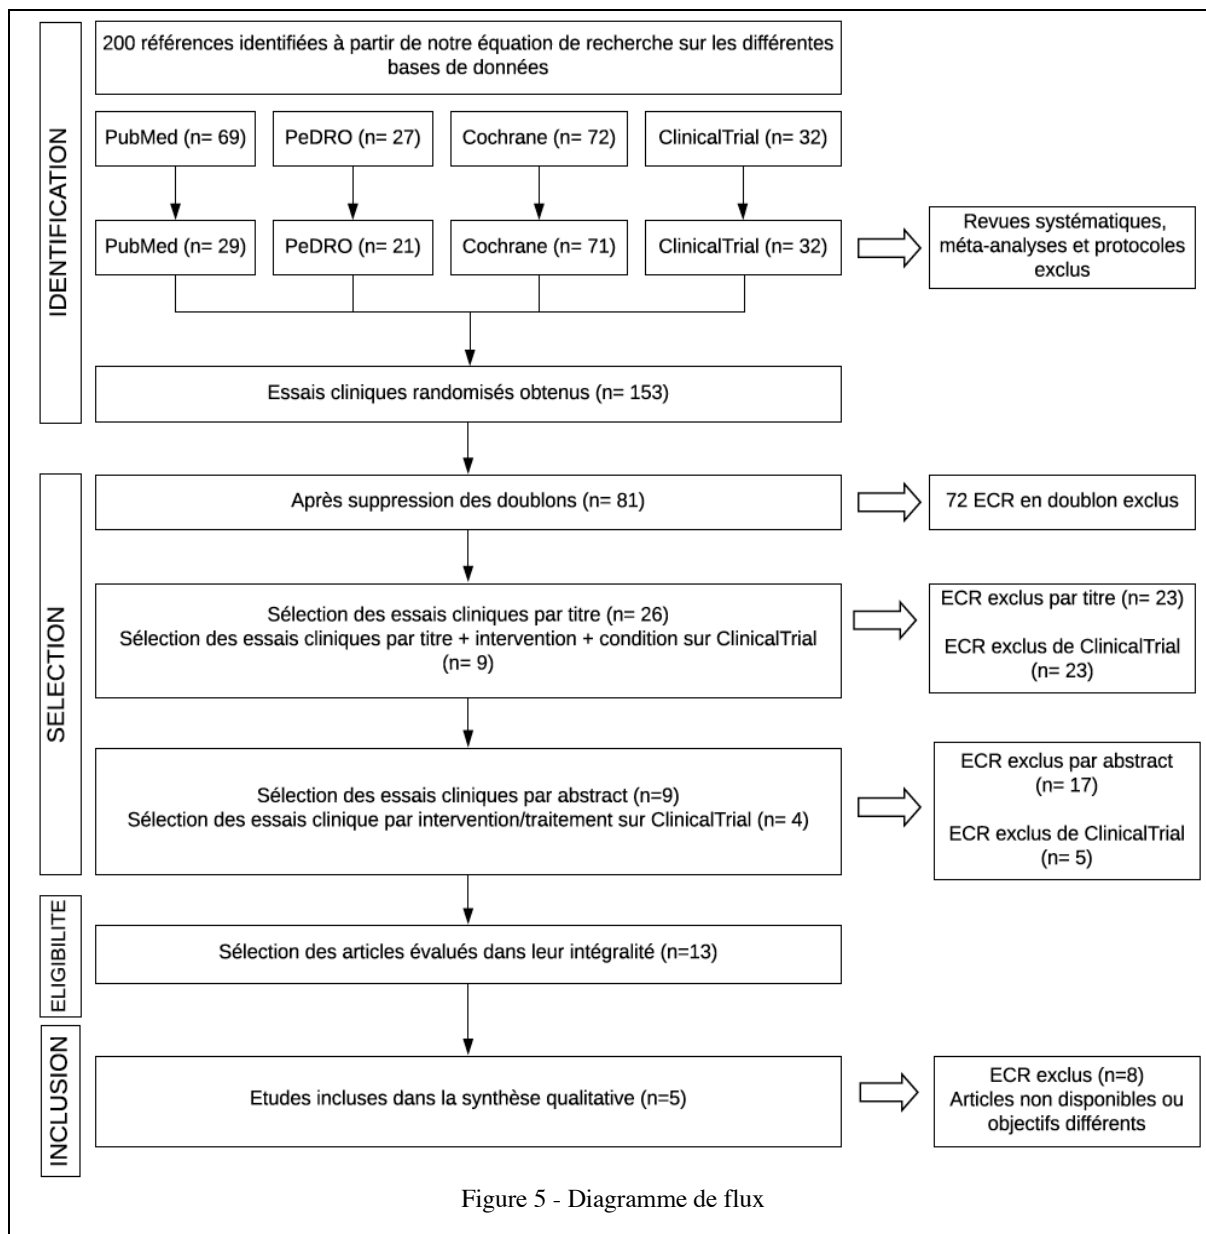 IDENTIFICATION
200 références identifiées à partir de notre équation de recherche sur les différentes
bases de données
PubMed (n= 69)
PeDRO (n= 27)
Cochrane (n= 72)
ClinicalTrial (n= 32)
PubMed (n= 29)
PeDRO (n= 21)
Cochrane (n= 71)
ClinicalTrial (n= 32)
Revues systématiques,
méta-analyses et protocoles
exclus
Essais cliniques randomisés obtenus (n= 153)
SELECTION
Après suppression des doublons (n= 81)
72 ECR en doublon exclus
Sélection des essais cliniques par titre (n= 26)
Sélection des essais cliniques par titre + intervention + condition sur ClinicalTrial
(n= 9)
ECR exclus par titre (n= 23)
ECR exclus de ClinicalTrial
(n= 23)
Sélection des essais cliniques par abstract (n=9)
Sélection des essais clinique par intervention/traitement sur ClinicalTrial (n= 4)
ECR exclus par abstract
(n= 17)
ECR exclus de ClinicalTrial
(n= 5)
ELIGIBILITE
Sélection des articles évalués dans leur intégralité (n=13)
INCLUSION
Etudes incluses dans la synthèse qualitative (n=5)
ECR exclus (n=8)
Articles non disponibles ou
objectifs différents
Figure 5 - Diagramme de flux